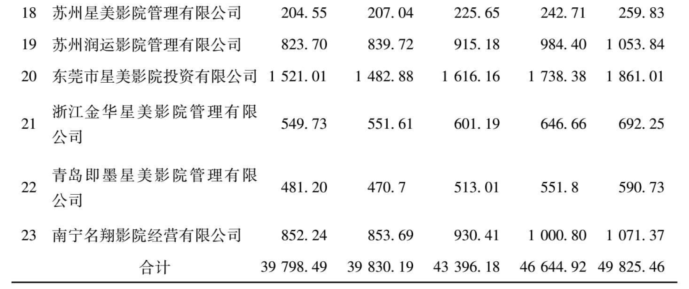 18 苏州星美影院管理有限公司 204.55 207.04 225.65 242.71 259.83
19 苏州润运影院管理有限公司 823.70 839.72 915.18 984.40 1 053.84
20 东莞市星美影院投资有限公司 1 521.01 1 482.88 1 616.16 1 738.38 1 861.01
21 浙江金华星美影院管理有限公司 549.73 551.61 601.19 646.66 692.25
22 青岛即墨星美影院管理有限公司 481.20 470.7 513.01 551.8 590.73
23 南宁名翔影院经营有限公司 852.24 853.69 930.41 1 000.80 1 071.37
合计 39 798.49 39 830.19 43 396.18 46 644.92 49 825.46